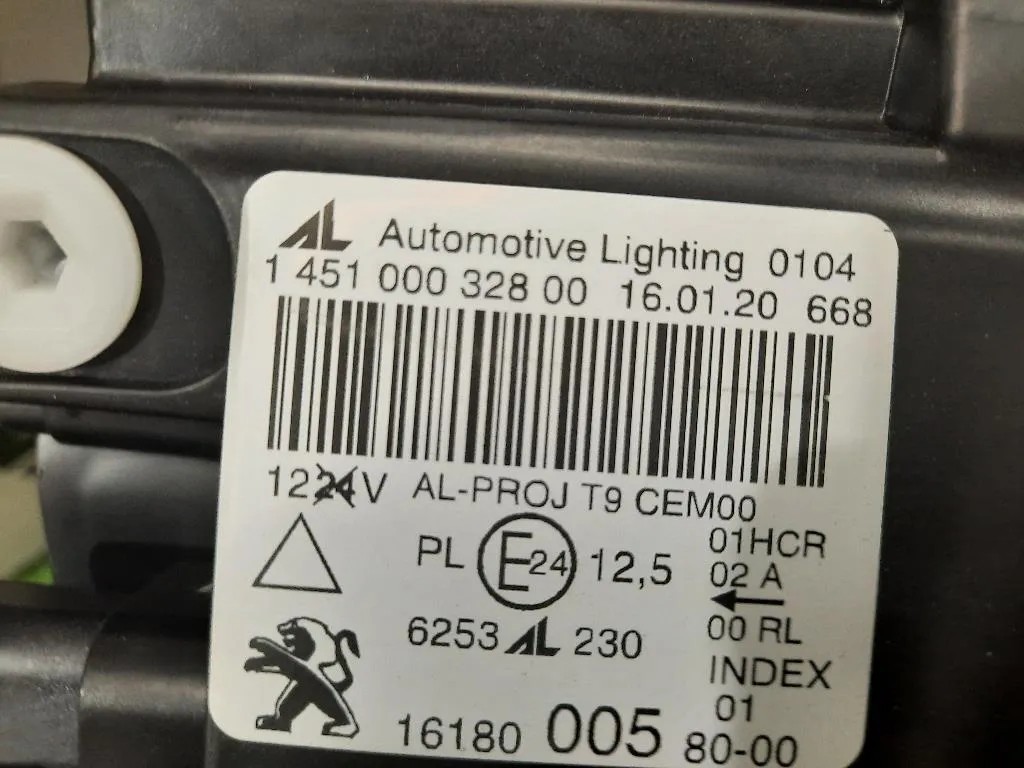 AL Automotive Lighting 0104
1 451 000 328 00 16.01.20 668
1224V AL-PROJ T9 CEM00
PL E24 12,5
01HCR
02 A
00 RL
6253 AL 230
INDEX
01
16180 005 80-00